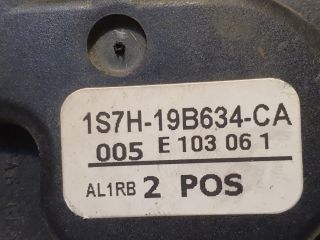 1S7H-19B634-CA
005 E 103 06 1
AL1RB 2 POS